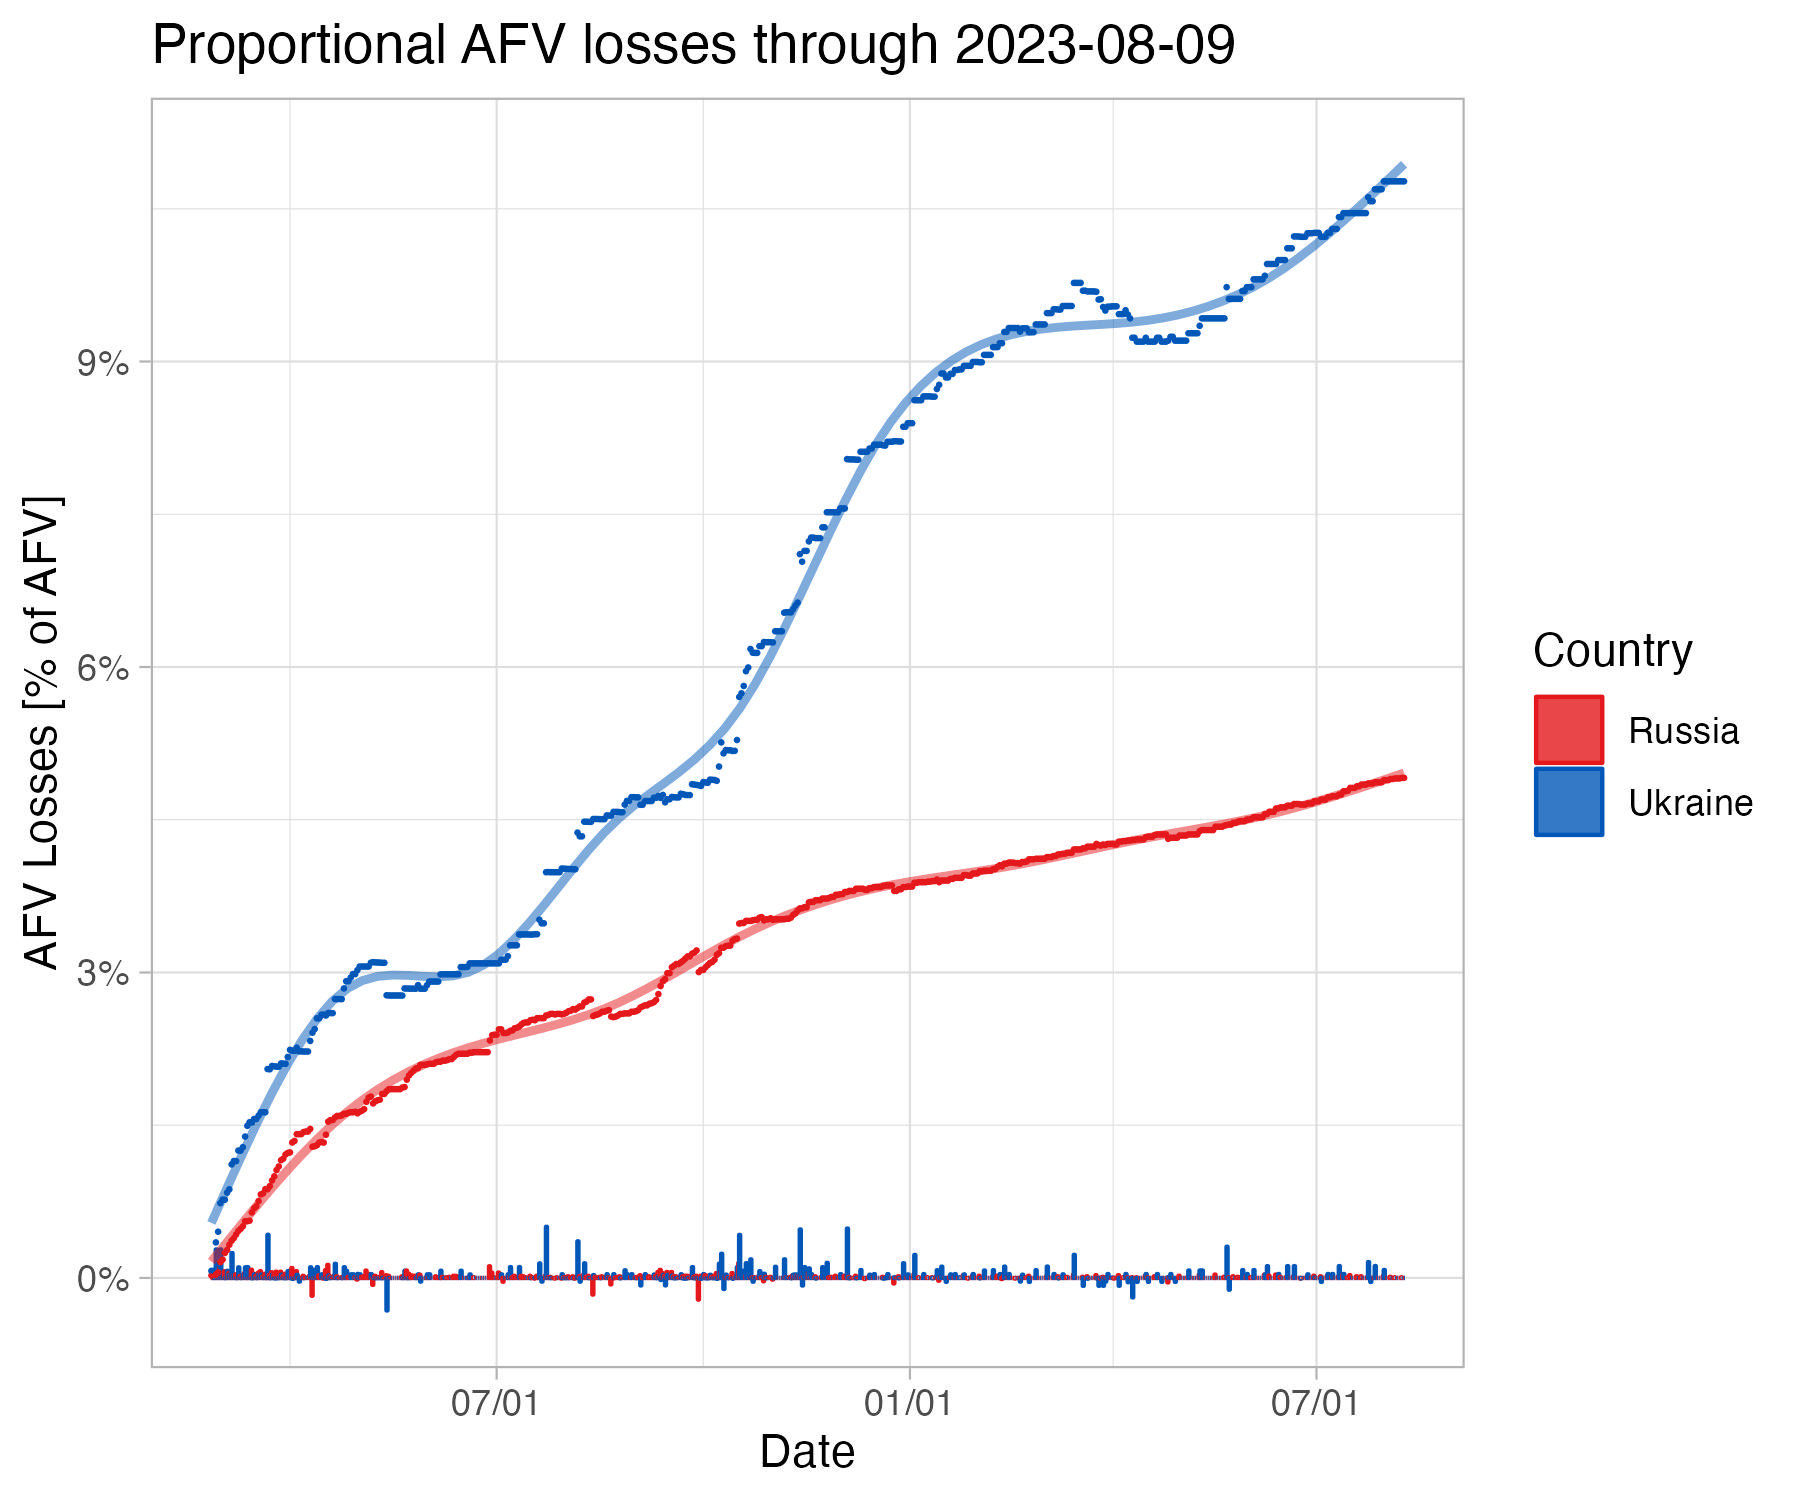 Proportional AFV losses through 2023-08-09
AFV Losses [% of AFV]
9%
6%
3%
0%
07/01
01/01
07/01
Date
Country
Russia
Ukraine